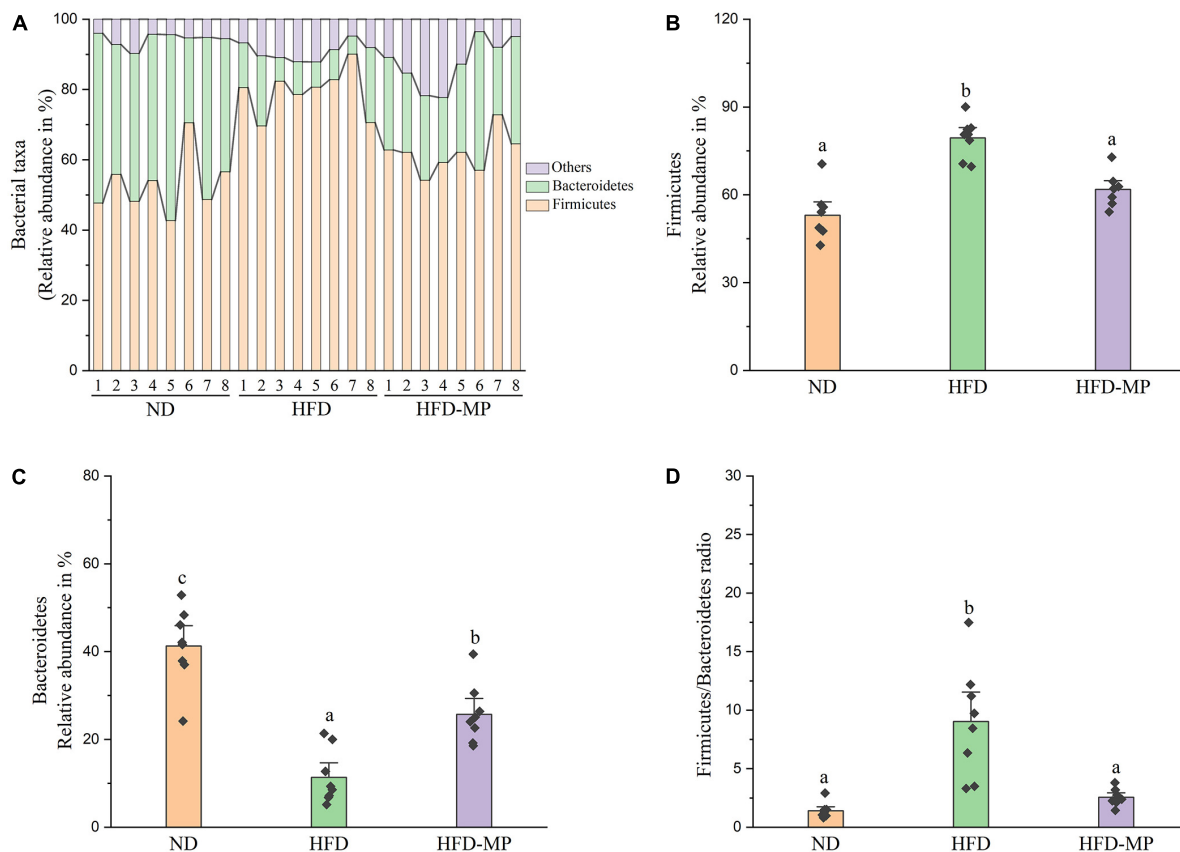 A
Bacterial taxa
(Relative abundance in %)
100
80
60
40
20
0
1 2 3 4 5 6 7 8 1 2 3 4 5 6 7 8 1 2 3 4 5 6 7 8
ND HFD HFD-MP
Others
Bacteroidetes
Firmicutes
B
Firmicutes
Relative abundance in %
120
90
60
30
0
a b a
ND HFD HFD-MP
C
Bacteroidetes
Relative abundance in %
80
60
40
20
0
c a b
ND HFD HFD-MP
D
Firmicutes/Bacteroidetes radio
30
25
20
15
10
5
0
a b a
ND HFD HFD-MP